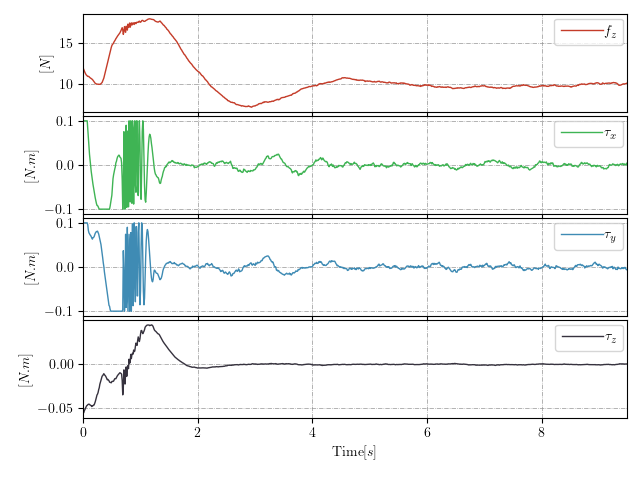 15
10
[N]
f_z
0.1
0.0
−0.1
[N.m]
τ_x
0.1
0.0
−0.1
[N.m]
τ_y
0.00
−0.05
[N.m]
τ_z
0 2 4 6 8
Time[s]